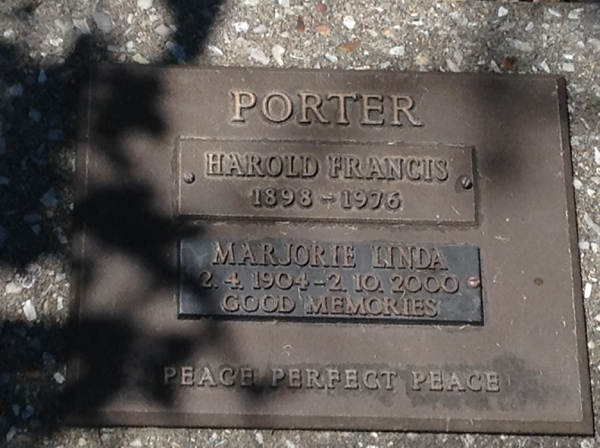 PORTER
HAROLD FRANCIS
1898 - 1976
MARJORIE LINDA
2. 4. 1904 - 2. 10. 2000
GOOD MEMORIES
PEACE PERFECT PEACE